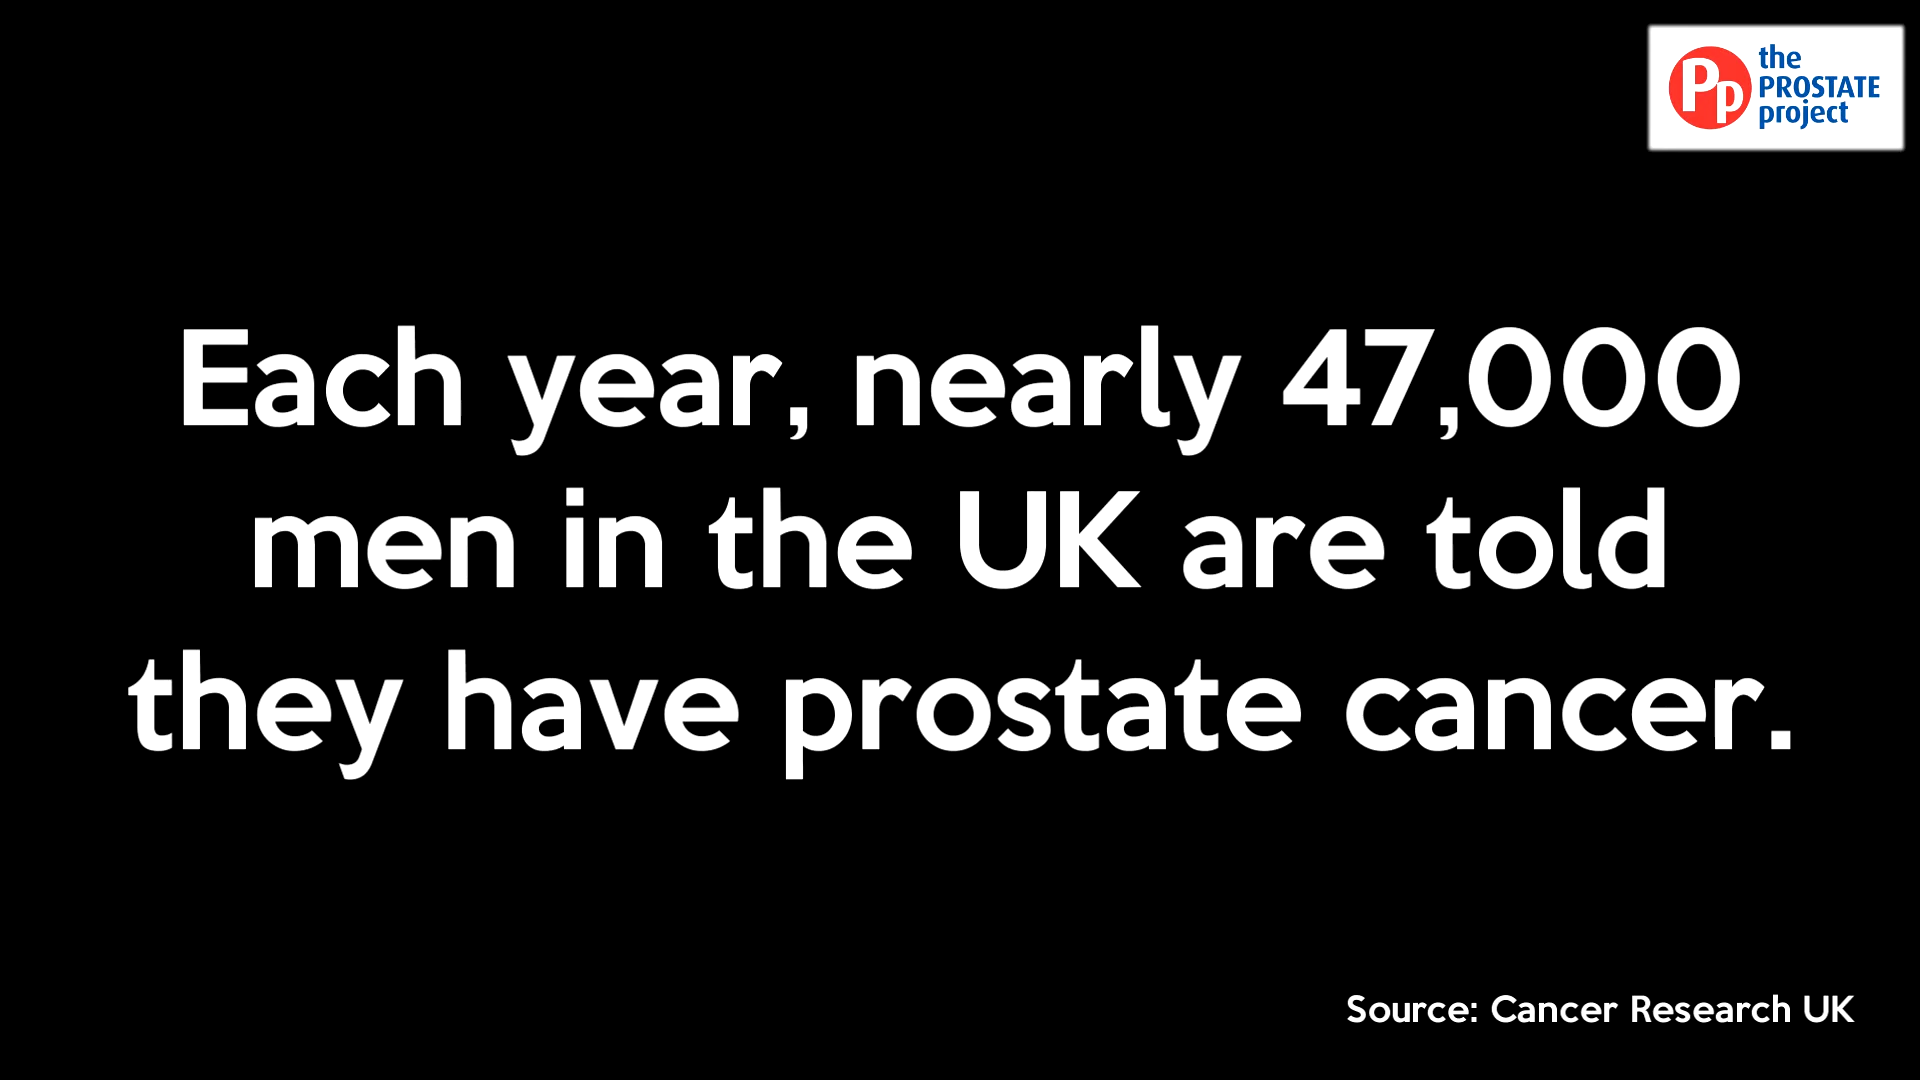 Pp
the
PROSTATE
project
Each year, nearly 47,000
men in the UK are told
they have prostate cancer.
Source: Cancer Research UK